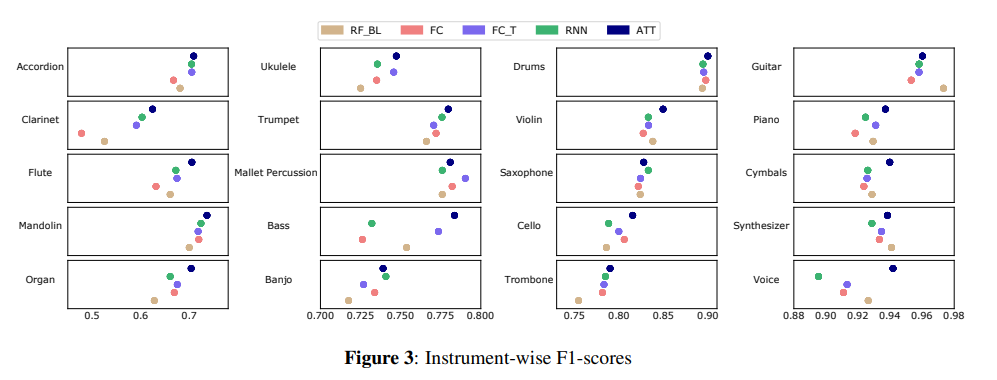 RF_BL FC FC_T RNN ATT
Accordion Ukulele Drums Guitar
Clarinet Trumpet Violin Piano
Flute Mallet Percussion Saxophone Cymbals
Mandolin Bass Cello Synthesizer
Organ Banjo Trombone Voice
0.5 0.6 0.7 0.700 0.725 0.750 0.775 0.800 0.75 0.80 0.85 0.90 0.88 0.90 0.92 0.94 0.96 0.98
Figure 3: Instrument-wise F1-scores